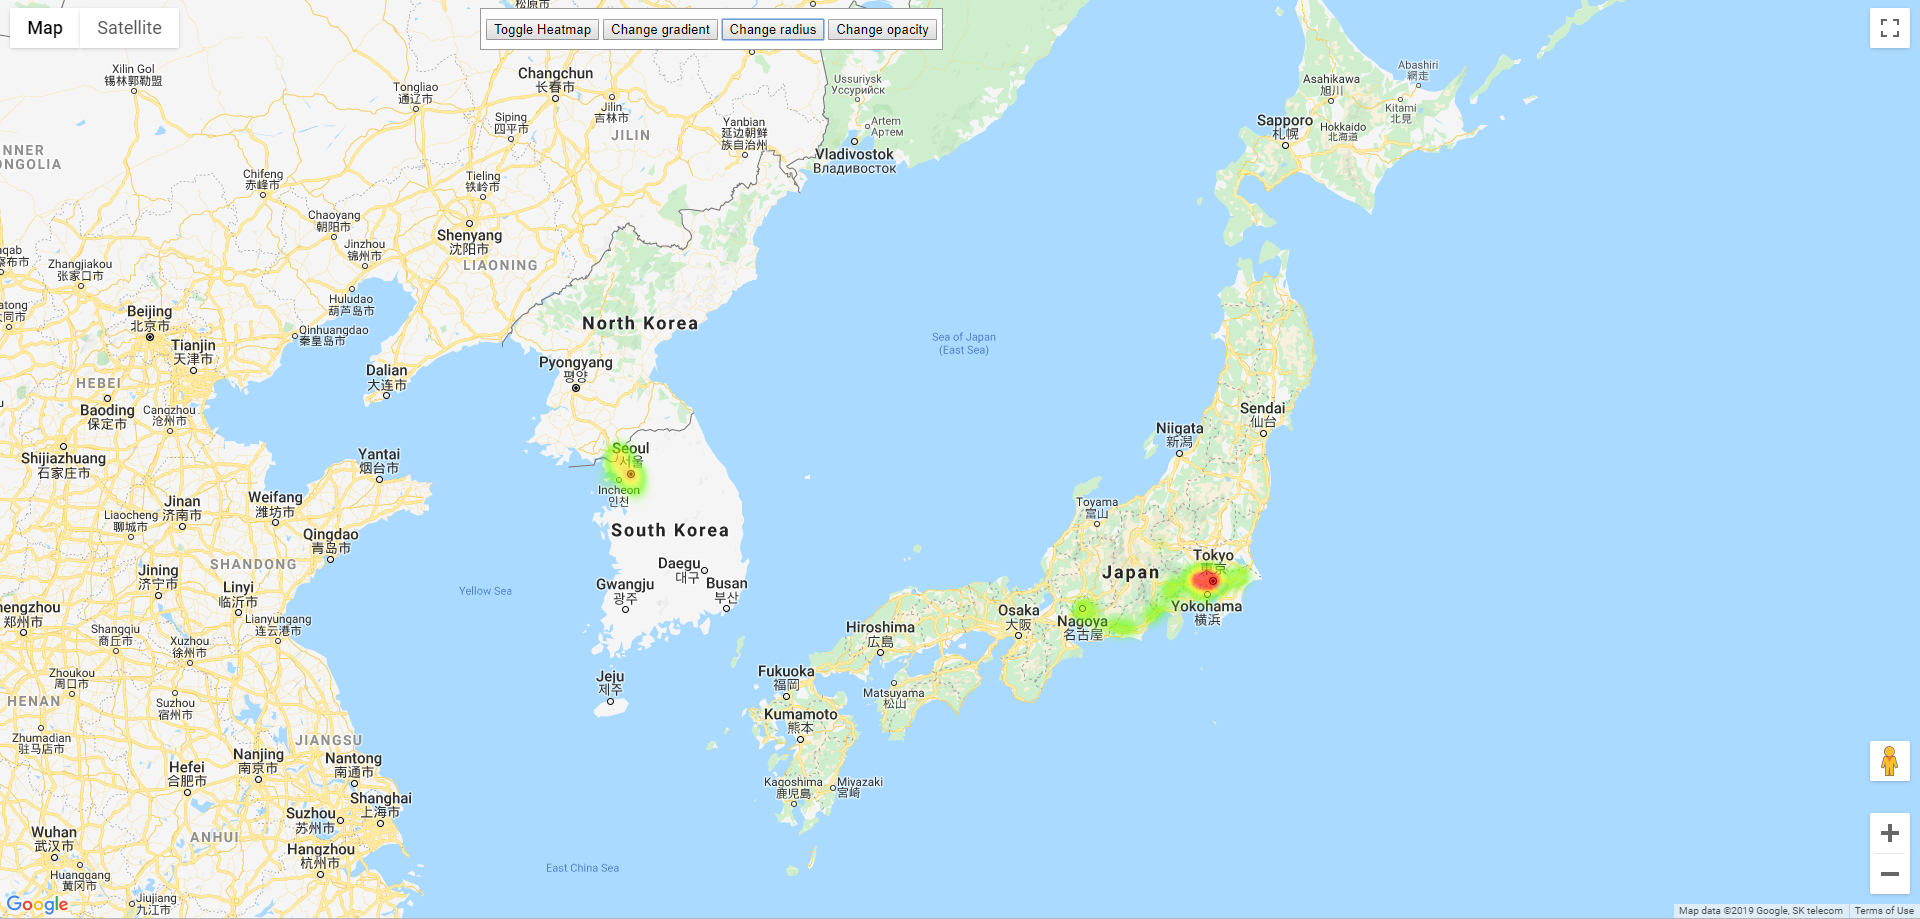 Map
Satellite
Toggle Heatmap
Change gradient
Change radius
Change opacity
松原市
Xilin Gol
锡林郭勒盟
Changchun
长春市
Tongliao
通辽市
Jilin
吉林市
Siping
四平市
JILIN
Yanbian
延边朝鲜
族自治州
Ussuriysk
Уссурийск
Artem
Артем
Vladivostok
Владивосток
Abashiri
網走
Asahikawa
旭川
Kitami
北見
Sapporo
札幌
Hokkaido
北海道
NNER
ONGOLIA
Chifeng
赤峰市
Tieling
铁岭市
Chaoyang
朝阳市
Shenyang
沈阳市
Jinzhou
锦州市
LIAONING
Zhangjiakou
张家口市
Huludao
葫芦岛市
Beijing
北京市
Qinhuangdao
秦皇岛市
Tianjin
天津市
North Korea
Sea of Japan
(East Sea)
Pyongyang
평양
Dalian
大连市
HEBEI
Baoding
保定市
Cangzhou
沧州市
Sendai
仙台
Niigata
新潟
Seoul
서울
Shijiazhuang
石家庄市
Yantai
烟台市
Incheon
인천
Weifang
潍坊市
Jinan
济南市
Toyama
富山
Liaocheng
聊城市
South Korea
Qingdao
青岛市
SHANDONG
Tokyo
東京
Jining
济宁市
Daegu
대구
Japan
Linyi
临沂市
Yellow Sea
Gwangju
광주
Busan
부산
Yokohama
横浜
hengzhou
郑州市
Osaka
大阪
Nagoya
名古屋
Lianyungang
连云港市
Shangqiu
商丘市
Hiroshima
広島
Xuzhou
徐州市
Zhoukou
周口市
Jeju
제주
Fukuoka
福岡
Matsuyama
松山
HENAN
Suzhou
宿州市
Kumamoto
熊本
Zhumadian
驻马店市
JIANGSU
Nanjing
南京市
Nantong
南通市
Hefei
合肥市
Kagoshima
鹿児島
Miyazaki
宮崎
Shanghai
上海市
Suzhou
苏州市
Wuhan
武汉市
ANHUI
Hangzhou
杭州市
East China Sea
Huanggang
黄冈市
Jiujiang
九江市
Google
Map data ©2019 Google, SK telecom
Terms of Use